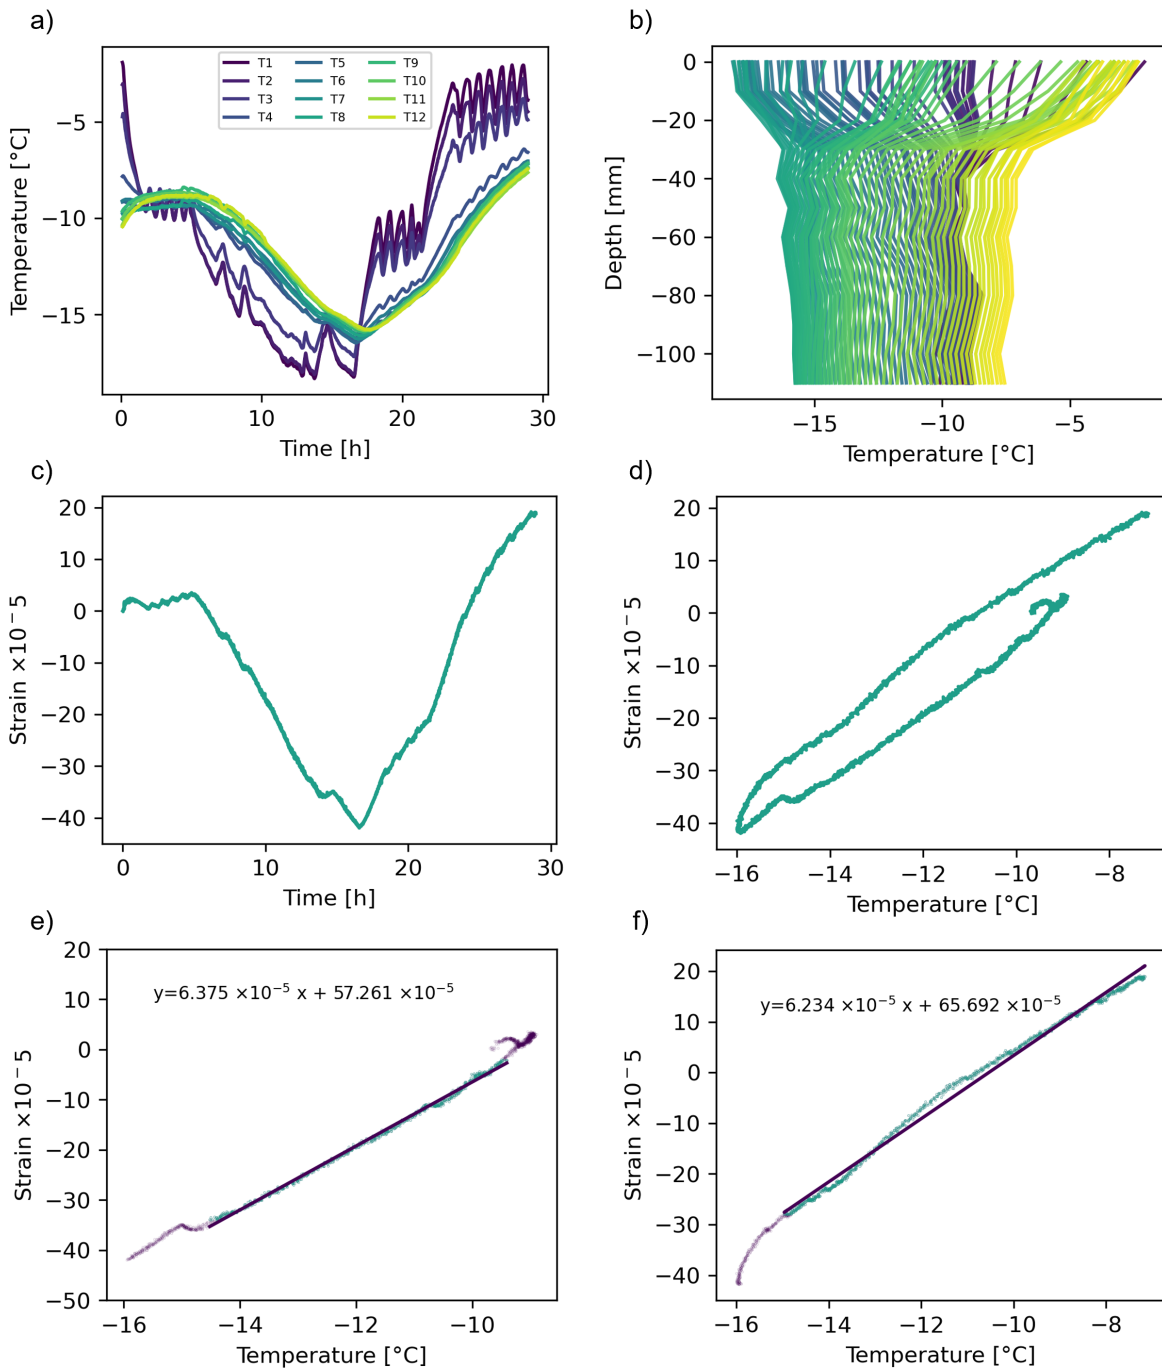 a)
T1 T5 T9
T2 T6 T10
T3 T7 T11
T4 T8 T12
−5
−10
−15
Temperature [°C]
0 10 20 30
Time [h]
b)
0
−20
−40
−60
−80
−100
Depth [mm]
−15 −10 −5
Temperature [°C]
c)
20
10
0
−10
−20
−30
−40
Strain ×10⁻5
0 10 20 30
Time [h]
d)
20
10
0
−10
−20
−30
−40
Strain ×10⁻5
−16 −14 −12 −10 −8
Temperature [°C]
e)
20
y=6.375 ×10⁻⁵ x + 57.261 ×10⁻⁵
10
0
−10
−20
−30
−40
−50
Strain ×10⁻5
−16 −14 −12 −10
Temperature [°C]
f)
20
y=6.234 ×10⁻⁵ x + 65.692 ×10⁻⁵
10
0
−10
−20
−30
−40
Strain ×10⁻5
−16 −14 −12 −10 −8
Temperature [°C]